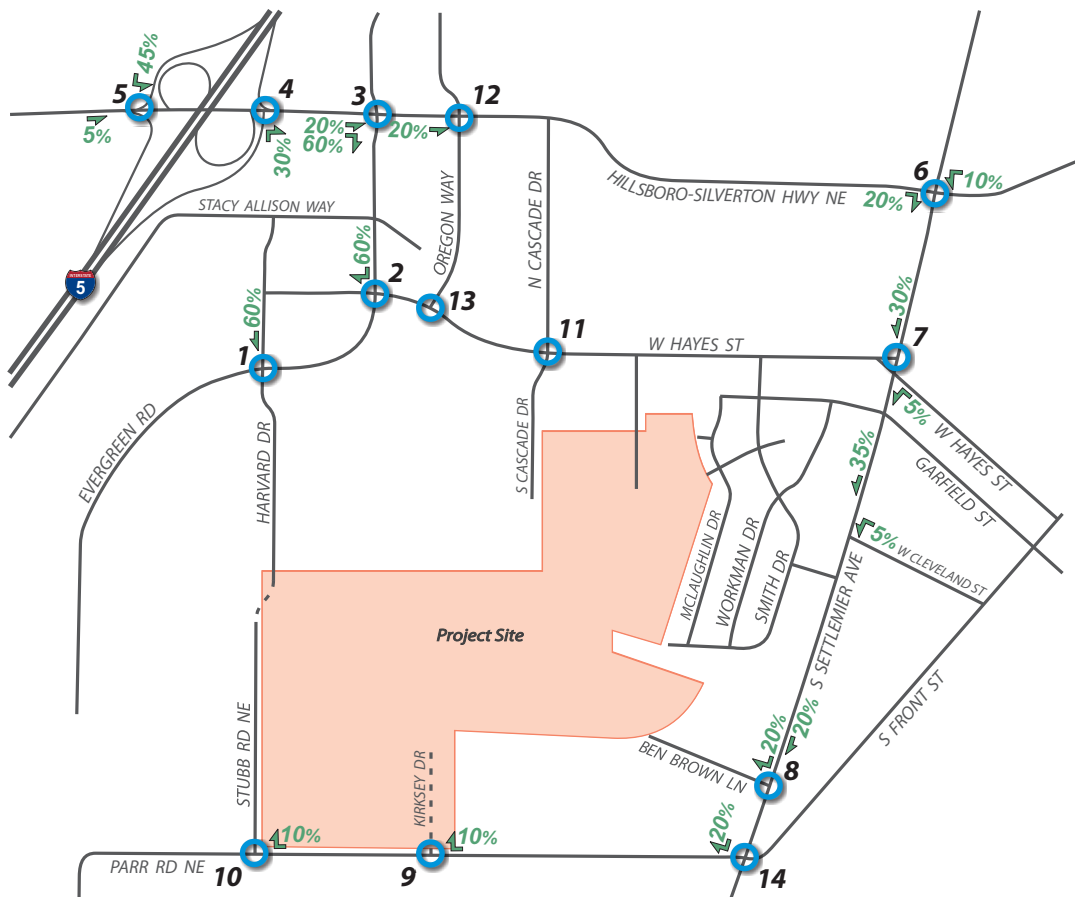 45%
5
4
3
12
5%
30%
20%
60%
20%
6
10%
20%
HILLSBORO-SILVERTON HWY NE
STACY ALLISON WAY
OREGON WAY
N CASCADE DR
INTERSTATE
5
60%
2
13
30%
60%
1
11
W HAYES ST
7
5%
W HAYES ST
GARFIELD ST
EVERGREEN RD
HARVARD DR
S CASCADE DR
35%
5%
W CLEVELAND ST
MCLAUGHLIN DR
WORKMAN DR
SMITH DR
S SETTLEMIER AVE
Project Site
S FRONT ST
STUBB RD NE
KIRKSEY DR
BEN BROWN LN
20%
20%
8
10%
10%
20%
PARR RD NE
10
9
14